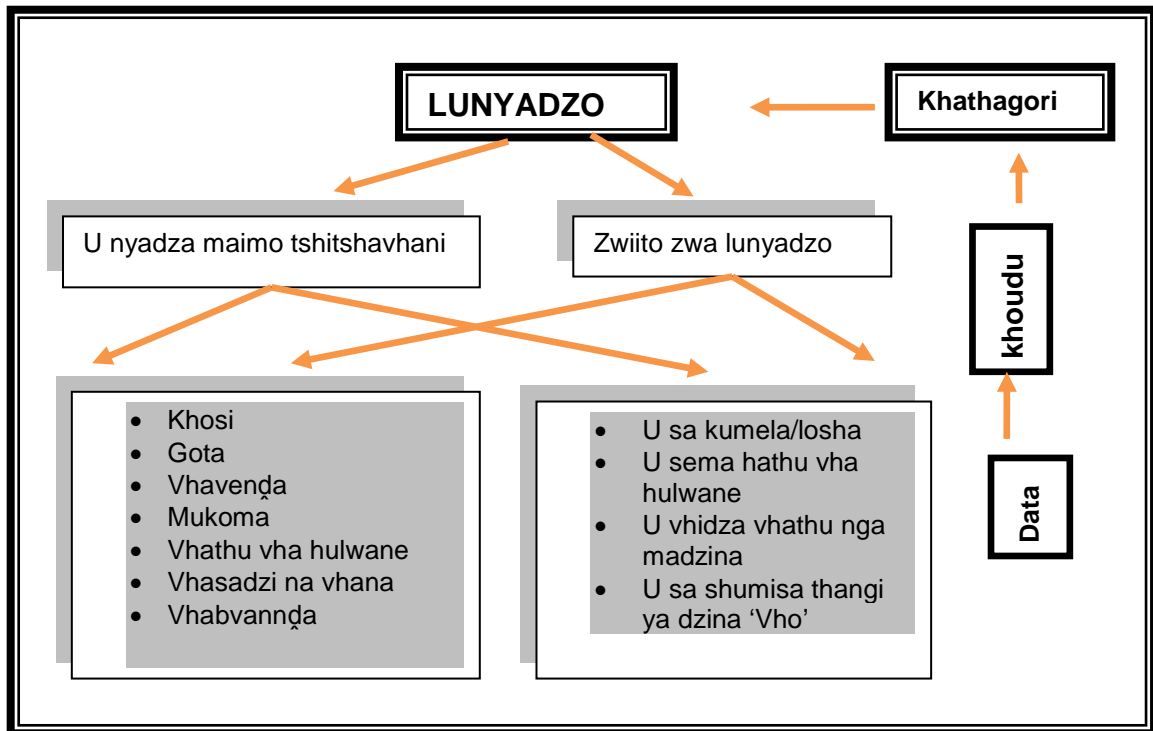 LUNYADZO
Khathagori
U nyadza maimo tshitshavhani
Zwiito zwa lunyadzo
khoudu
Data
• Khosi
• Gota
• Vhavenḓa
• Mukoma
• Vhathu vha hulwane
• Vhasadzi na vhana
• Vhabvannḓa
• U sa kumela/losha
• U sema hathu vha
hulwane
• U vhidza vhathu nga
madzina
• U sa shumisa thangi
ya dzina ‘Vho’